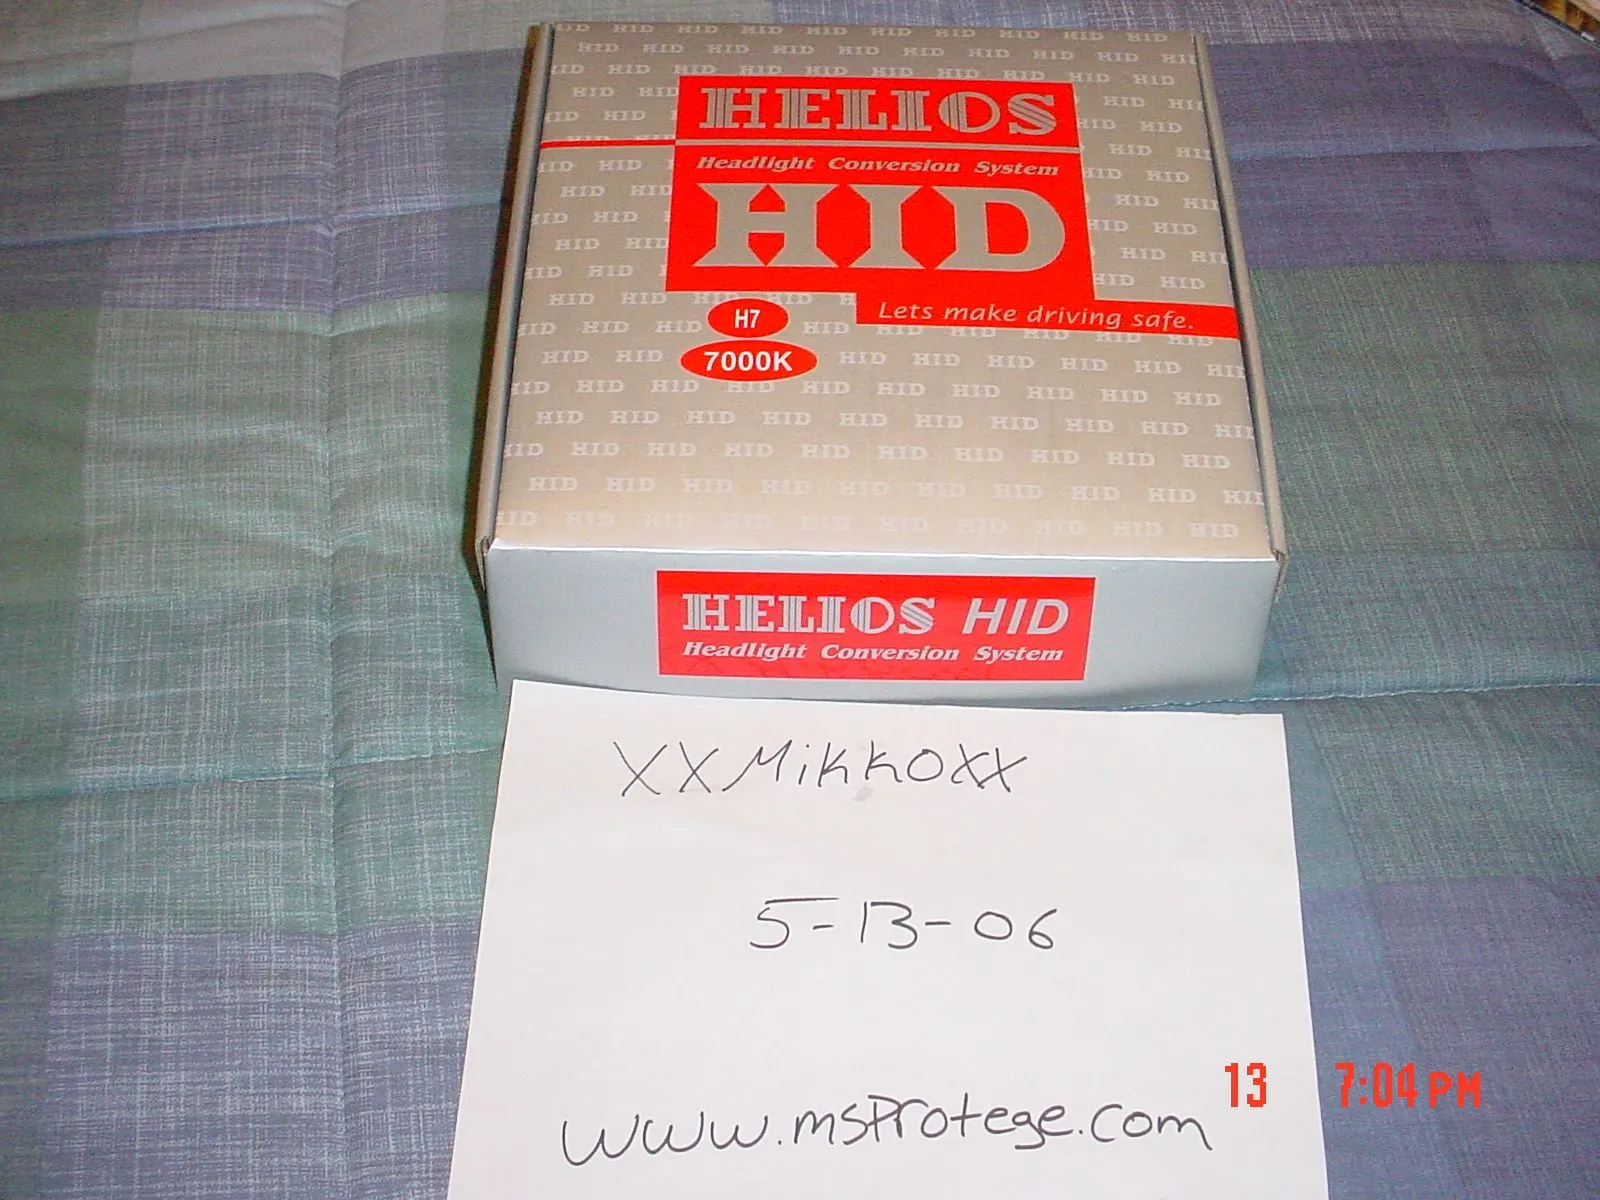 HELIOS
Headlight Conversion System
HID
Lets make driving safe.
H7
7000K
HELIOS HID
Headlight Conversion System
XXMikkoXX
5-13-06
www.msProtege.com
13 7:04 PM